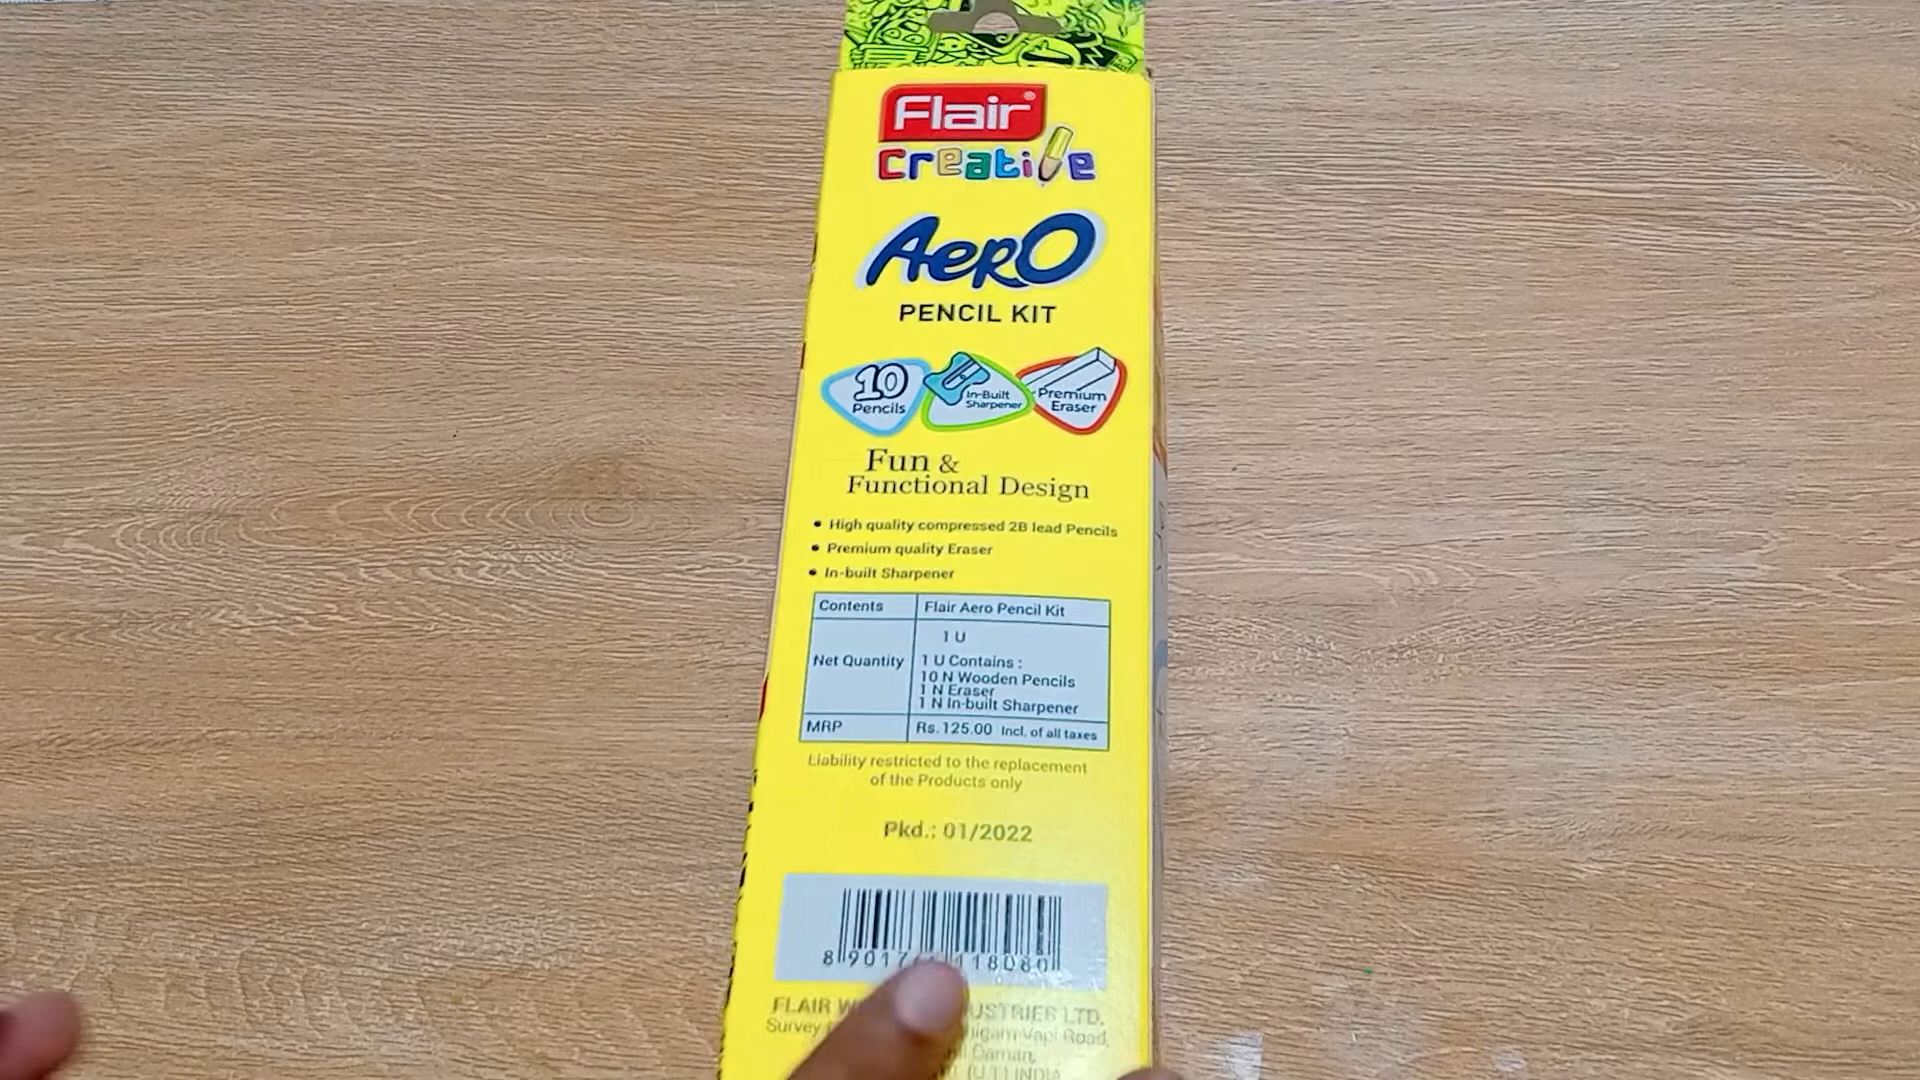 Flair®
Creative
Aero
PENCIL KIT
10
Pencils
In-Built
Sharpener
Premium
Eraser
Fun &
Functional Design
• High quality compressed 2B lead Pencils
• Premium quality Eraser
• In-built Sharpener
Contents Flair Aero Pencil Kit
Net Quantity
1 U
1 U Contains :
10 N Wooden Pencils
1 N Eraser
1 N In-built Sharpener
MRP Rs. 125.00 Incl. of all taxes
Liability restricted to the replacement
of the Products only
Pkd.: 01/2022
118080
FLAIR LTD.
Survey Vapi Road,
Daman,
(U.T) INDIA